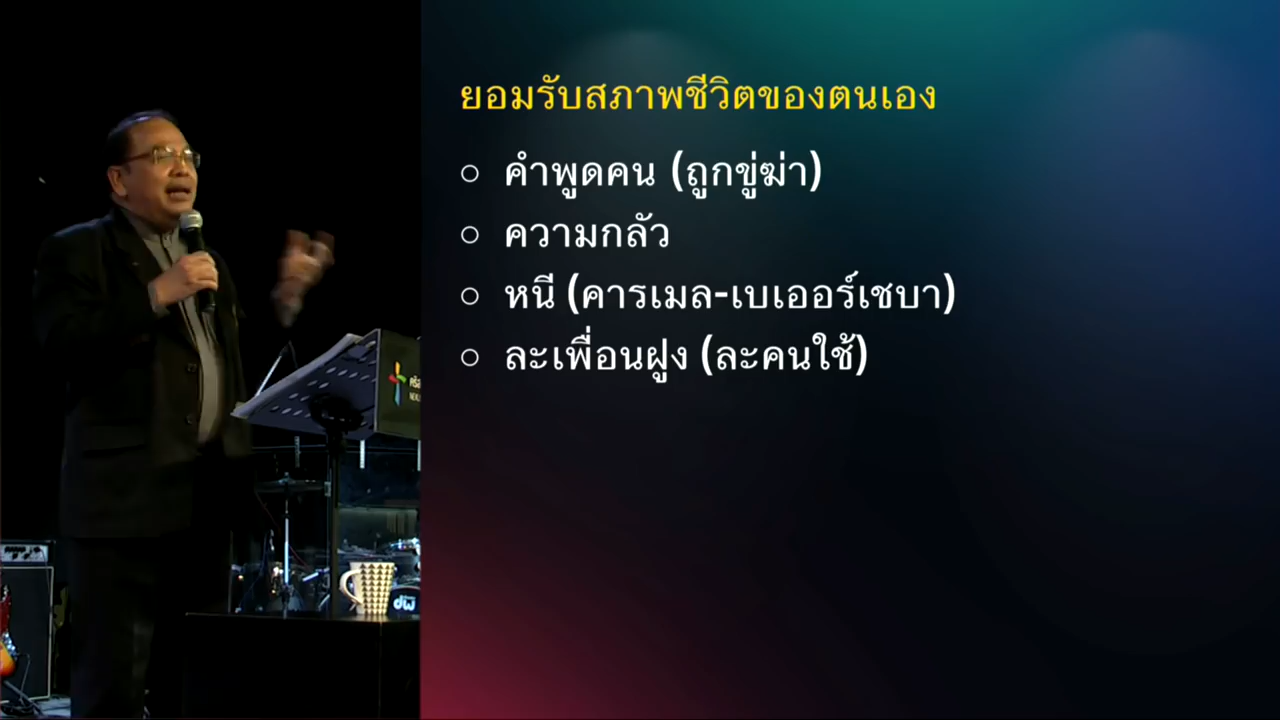 ยอมรับสภาพชีวิตของตนเอง
○ คำพูดคน (ถูกขู่ฆ่า)
○ ความกลัว
○ หนี (คารเมล-เบเออร์เชบา)
○ ละเพื่อนฝูง (ละคนใช้)
dw